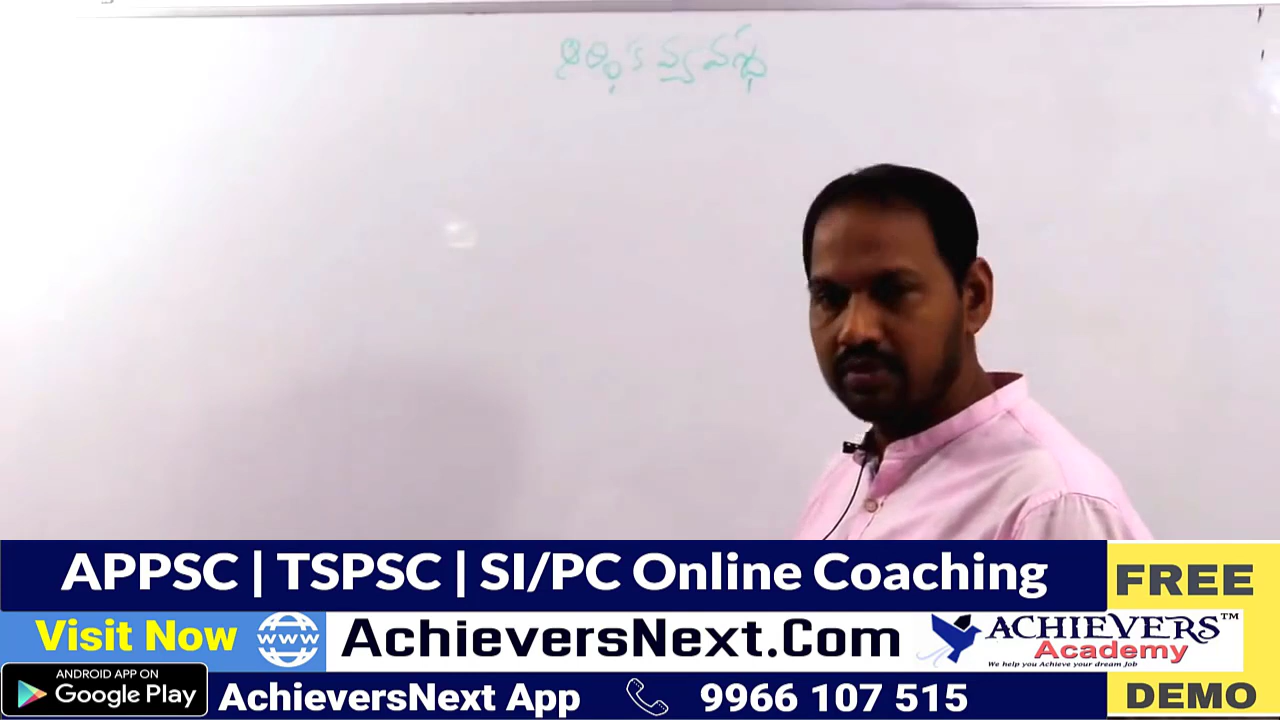 ఆర్థిక వ్యవస్థ
APPSC | TSPSC | SI/PC Online Coaching
FREE
Visit Now
www
AchieversNext.Com
ACHIEVERS™
Academy
We help you Achieve your dream Job
ANDROID APP ON
Google Play
AchieversNext App
9966 107 515
DEMO